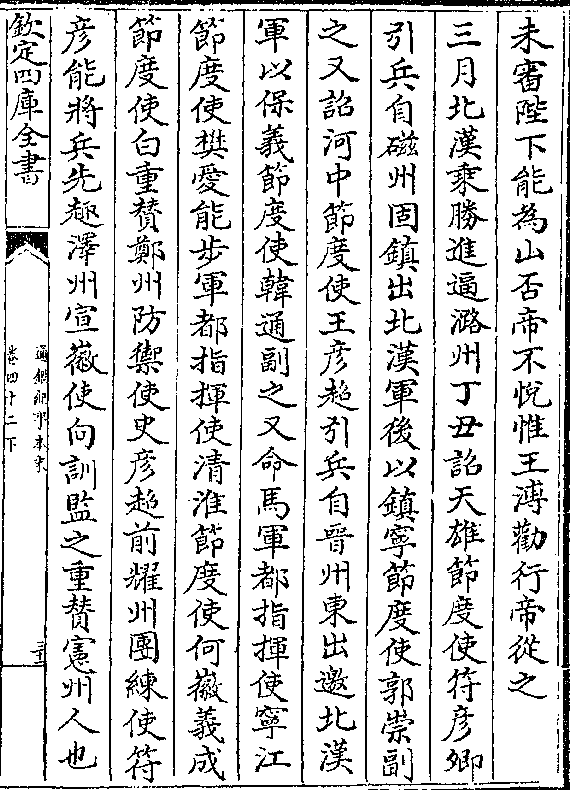 未審陛下能為山否帝不悅惟王溥勸行帝從之
三月北漢乘勝進逼潞州丁丑詔天雄節度使符彥卿
引兵自磁州固鎮出北漢軍後以鎮寧節度使郭崇副
之又詔河中節度使王彥超引兵自晉州東出邀北漢
軍以保義節度使韓通副之又命馬軍都指揮使寧江
節度使樊愛能步軍都指揮使清淮節度使何徽義成
節度使白重贊鄭州防禦使史彥超前耀州團練使符
彥能將兵先趣澤州宣徽使向訓監之重贊憲州人也
欽定四庫全書
通鑑紀事本末
卷四十二下